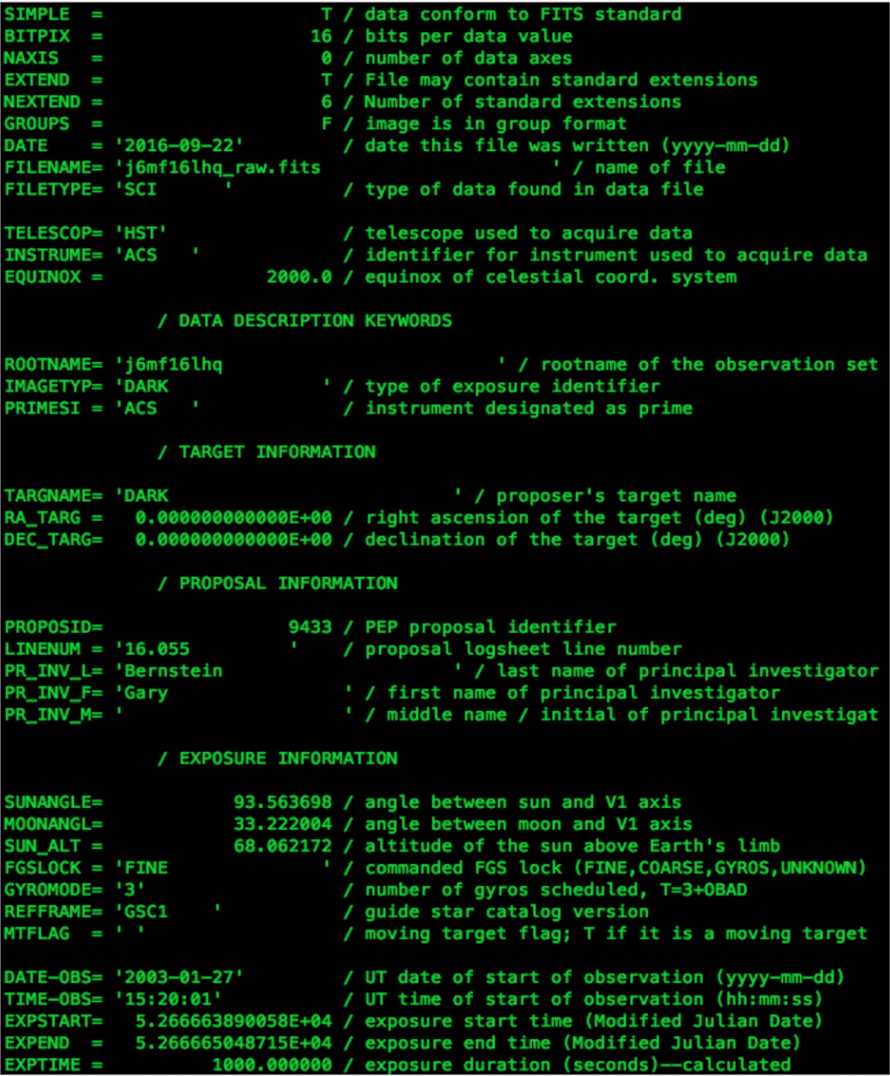 SIMPLE  =                    T / data conform to FITS standard
BITPIX  =                   16 / bits per data value
NAXIS   =                    0 / number of data axes
EXTEND  =                    T / File may contain standard extensions
NEXTEND =                    6 / Number of standard extensions
GROUPS  =                    F / image is in group format
DATE    = '2016-09-22'         / date this file was written (yyyy-mm-dd)
FILENAME= 'j6mf16lhq_raw.fits                      ' / name of file
FILETYPE= 'SCI      '          / type of data found in data file
TELESCOP= 'HST'                / telescope used to acquire data
INSTRUME= 'ACS   '             / identifier for instrument used to acquire data
EQUINOX =               2000.0 / equinox of celestial coord. system
/ DATA DESCRIPTION KEYWORDS
ROOTNAME= 'j6mf16lhq                          ' / rootname of the observation set
IMAGETYP= 'DARK              ' / type of exposure identifier
PRIMESI = 'ACS   '             / instrument designated as prime
/ TARGET INFORMATION
TARGNAME= 'DARK                          ' / proposer's target name
RA_TARG =   0.000000000000E+00 / right ascension of the target (deg) (J2000)
DEC_TARG=   0.000000000000E+00 / declination of the target (deg) (J2000)
/ PROPOSAL INFORMATION
PROPOSID=                 9433 / PEP proposal identifier
LINENUM = '16.055         '    / proposal logsheet line number
PR_INV_L= 'Bernstein                     ' / last name of principal investigator
PR_INV_F= 'Gary                ' / first name of principal investigator
PR_INV_M= '                    ' / middle name / initial of principal investigat
/ EXPOSURE INFORMATION
SUNANGLE=            93.563698 / angle between sun and V1 axis
MOONANGL=            33.222004 / angle between moon and V1 axis
SUN_ALT =            68.062172 / altitude of the sun above Earth's limb
FGSLOCK = 'FINE              ' / commanded FGS lock (FINE,COARSE,GYROS,UNKNOWN)
GYROMODE= '3'                  / number of gyros scheduled, T=3+OBAD
REFFRAME= 'GSC1    '           / guide star catalog version
MTFLAG  = ' '                  / moving target flag; T if it is a moving target
DATE-OBS= '2003-01-27'         / UT date of start of observation (yyyy-mm-dd)
TIME-OBS= '15:20:01'           / UT time of start of observation (hh:mm:ss)
EXPSTART=   5.266663890058E+04 / exposure start time (Modified Julian Date)
EXPEND  =   5.266665048715E+04 / exposure end time (Modified Julian Date)
EXPTIME =          1000.000000 / exposure duration (seconds)--calculated